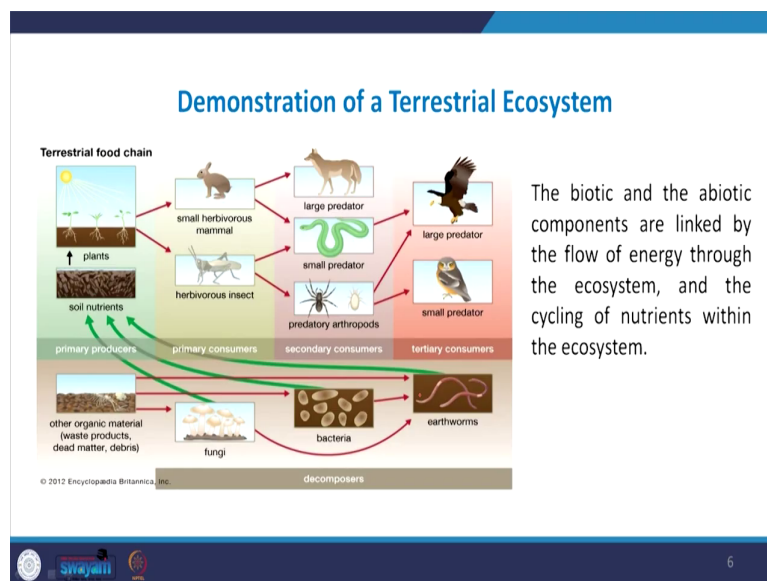 Demonstration of a Terrestrial Ecosystem
Terrestrial food chain
plants
soil nutrients
small herbivorous
mammal
herbivorous insect
large predator
small predator
predatory arthropods
large predator
small predator
primary producers
primary consumers
secondary consumers
tertiary consumers
other organic material
(waste products,
dead matter, debris)
fungi
bacteria
earthworms
decomposers
© 2012 Encyclopædia Britannica, Inc.
The biotic and the abiotic
components are linked by
the flow of energy through
the ecosystem, and the
cycling of nutrients within
the ecosystem.
swayam
6